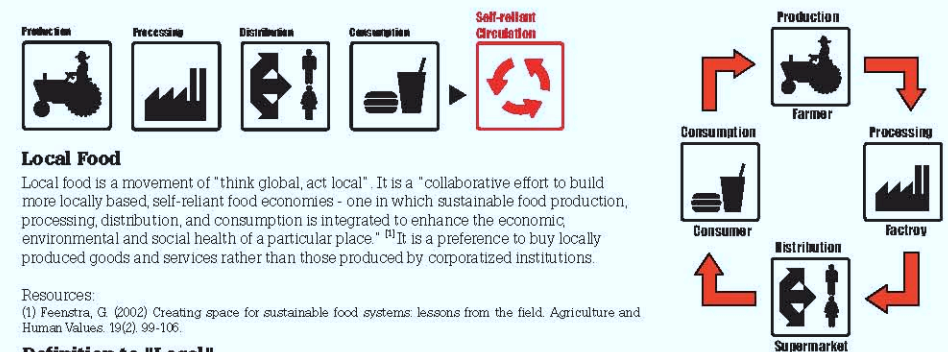 Production
Processing
Distribution
Consumption
Self-reliant
Circulation
Local Food
Local food is a movement of "think global, act local". It is a "collaborative effort to build
more locally based, self-reliant food economies - one in which sustainable food production,
processing, distribution, and consumption is integrated to enhance the economic,
environmental and social health of a particular place." [1] It is a preference to buy locally
produced goods and services rather than those produced by corporatized institutions.
Resources:
(1) Feenstra, G. (2002) Creating space for sustainable food systems: lessons from the field. Agriculture and
Human Values. 19(2). 99-106.
Definition to "Local"
Production
Farmer
Processing
Factroy
Distribution
Supermarket
Consumption
Consumer